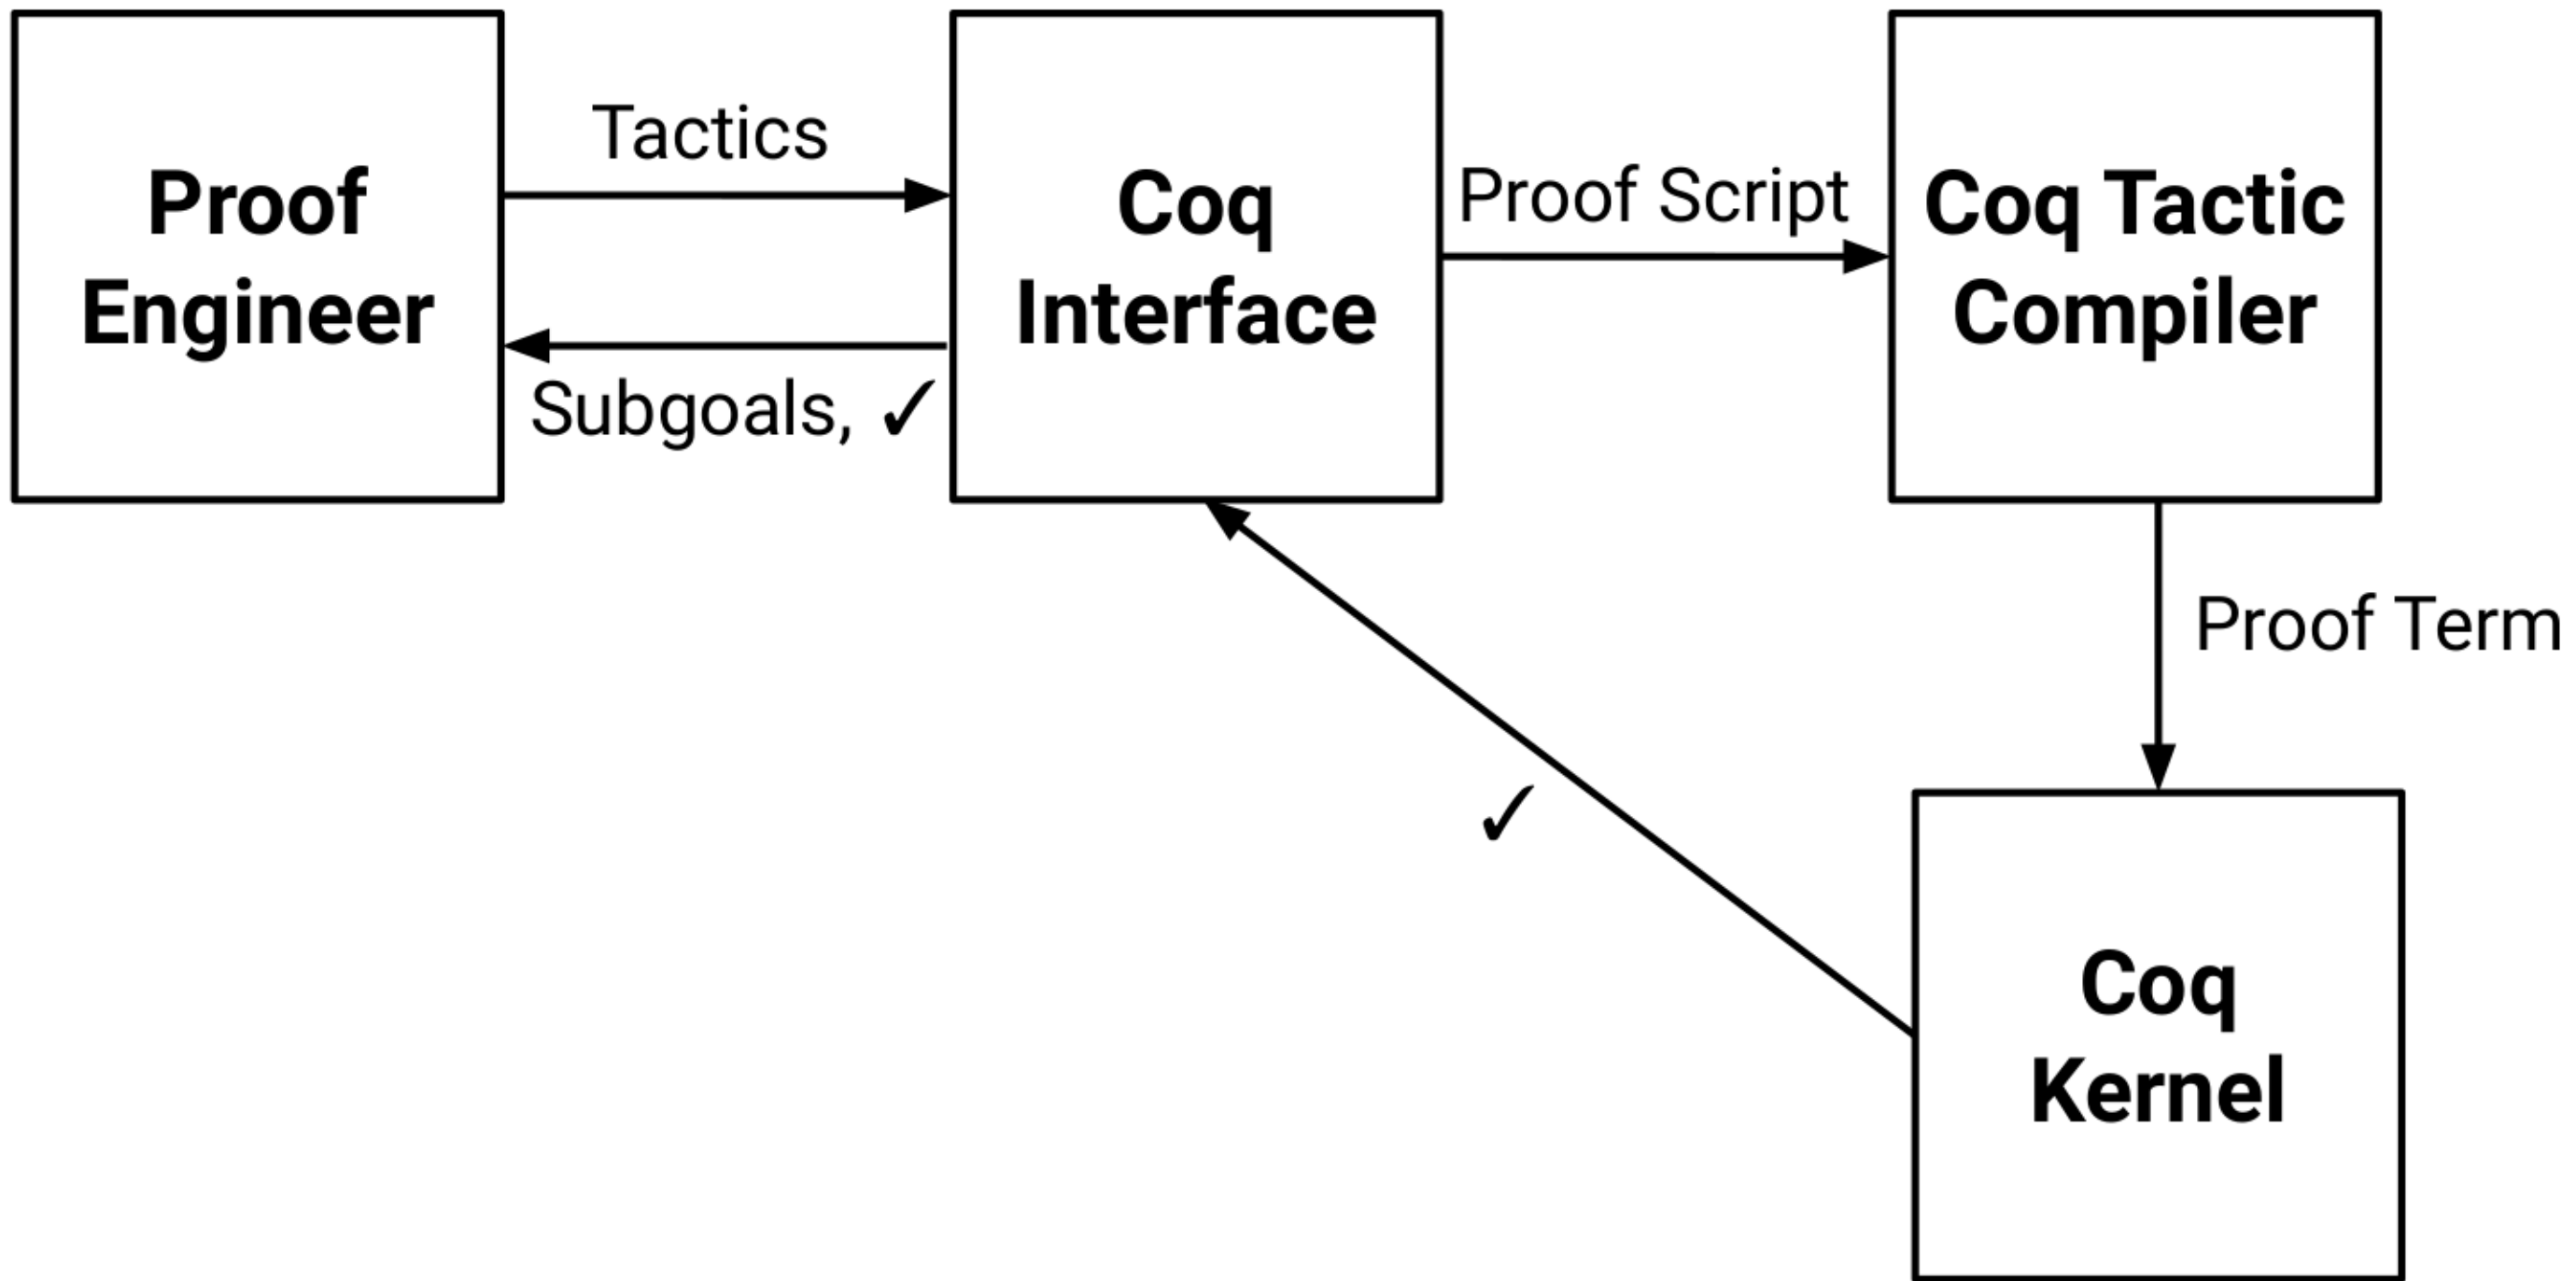 Proof
Engineer
Tactics
Subgoals, ✓
Coq
Interface
Proof Script
Coq Tactic
Compiler
Proof Term
✓
Coq
Kernel